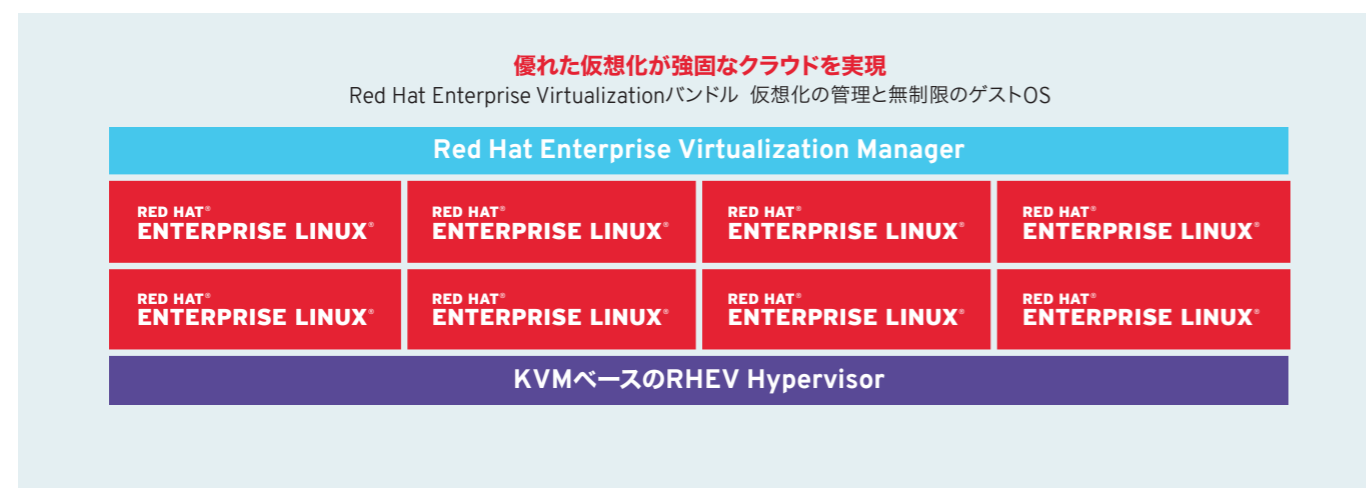 優れた仮想化が強固なクラウドを実現
Red Hat Enterprise Virtualizationバンドル 仮想化の管理と無制限のゲストOS
Red Hat Enterprise Virtualization Manager
RED HAT®
ENTERPRISE LINUX®
RED HAT®
ENTERPRISE LINUX®
RED HAT®
ENTERPRISE LINUX®
RED HAT®
ENTERPRISE LINUX®
RED HAT®
ENTERPRISE LINUX®
RED HAT®
ENTERPRISE LINUX®
RED HAT®
ENTERPRISE LINUX®
RED HAT®
ENTERPRISE LINUX®
KVMベースのRHEV Hypervisor